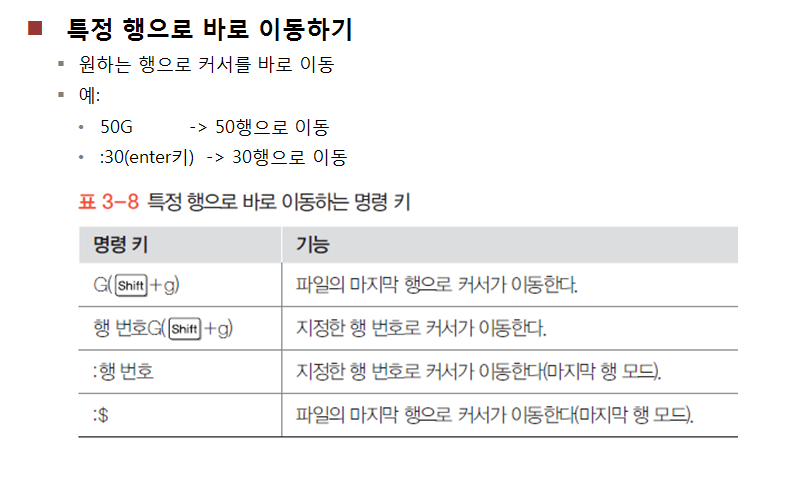 특정 행으로 바로 이동하기
원하는 행으로 커서를 바로 이동
예:
50G -> 50행으로 이동
:30(enter키) -> 30행으로 이동
표 3-8 특정 행으로 바로 이동하는 명령 키
명령 키 기능
G(Shift+g) 파일의 마지막 행으로 커서가 이동한다.
행 번호G(Shift+g) 지정한 행 번호로 커서가 이동한다.
:행 번호 지정한 행 번호로 커서가 이동한다(마지막 행 모드).
:$ 파일의 마지막 행으로 커서가 이동한다(마지막 행 모드).